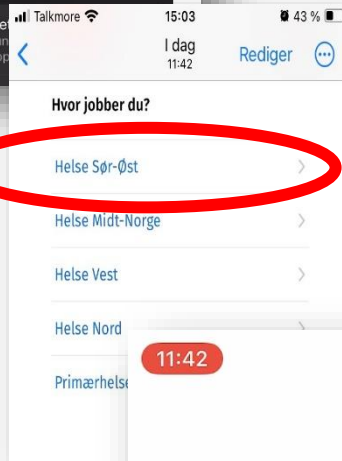 Talkmore 15:03 43 %
I dag
11:42
Rediger
Hvor jobber du?
Helse Sør-Øst
Helse Midt-Norge
Helse Vest
Helse Nord
11:42